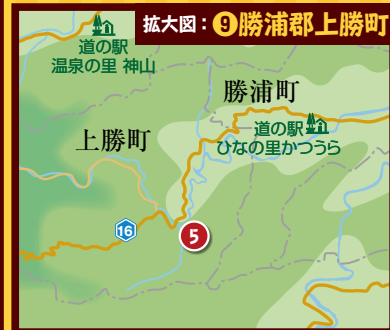 拡大図：❾勝浦郡上勝町
道の駅
温泉の里 神山
勝浦町
道の駅
ひなの里かつうら
上勝町
16
5